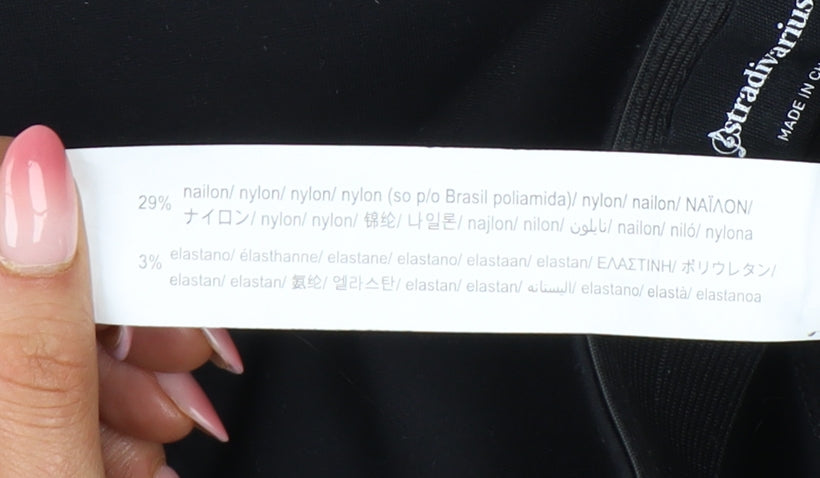 stradivarius
MADE IN
29% nailon/ nylon/ nylon/ nylon (so p/o Brasil poliamida)/ nylon/ nailon/ ΝΑΪΛΟΝ/
ナイロン/ nylon/ nylon/ 锦纶/ 나일론/ najlon/ nilon/ نايلون/ nailon/ niló/ nylona
3% elastano/ élasthanne/ elastane/ elastano/ elastaan/ elastan/ ΕΛΑΣΤΙΝΗ/ ポリウレタン/
elastan/ elastan/ 氨纶/ 엘라스탄/ elastan/ elastan/ اليستانه/ elastano/ elastà/ elastanoa